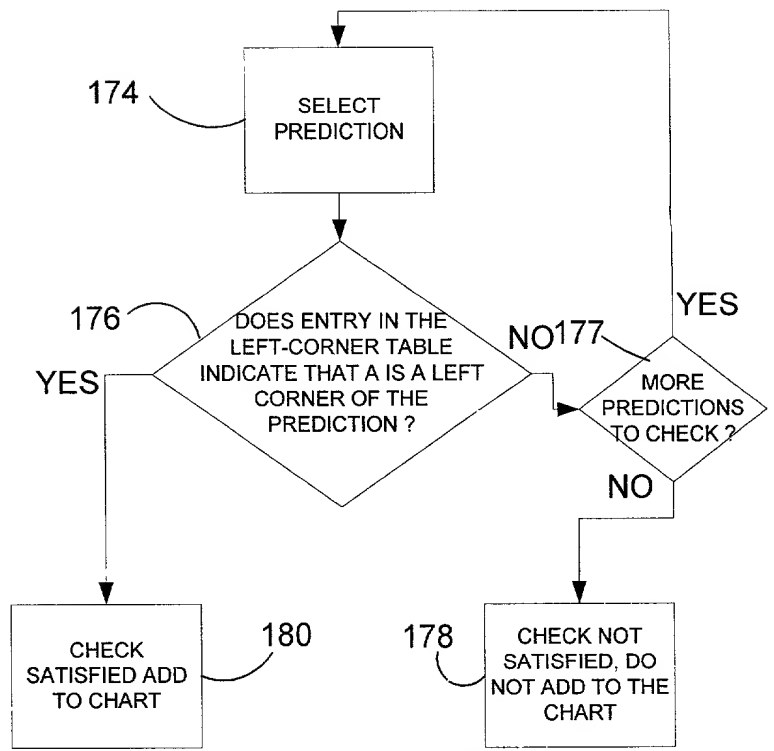 174
SELECT
PREDICTION
176
DOES ENTRY IN THE
LEFT-CORNER TABLE
INDICATE THAT A IS A LEFT
CORNER OF THE
PREDICTION ?
YES
NO
177
YES
MORE
PREDICTIONS
TO CHECK ?
NO
CHECK
SATISFIED ADD
TO CHART
180
178
CHECK NOT
SATISFIED, DO
NOT ADD TO THE
CHART